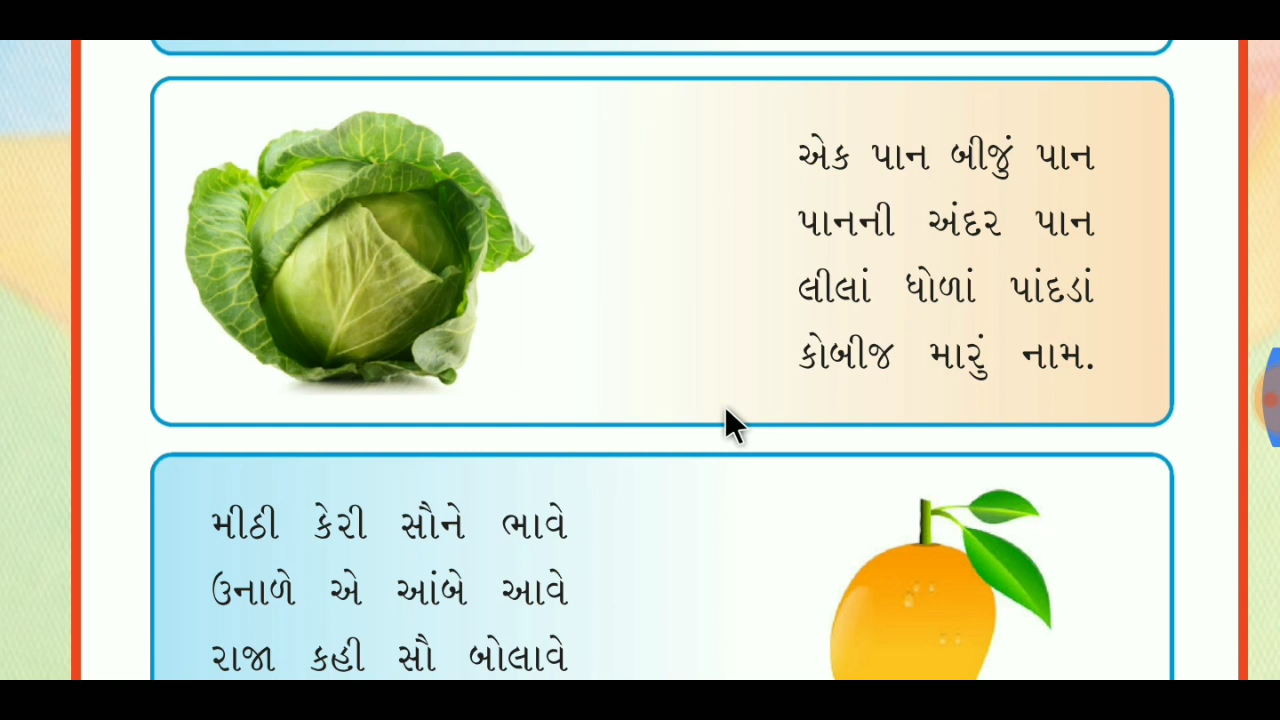 એક પાન બીજું પાન
પાનની અંદર પાન
લીલાં ધોળાં પાંદડાં
કોબીજ મારું નામ.
મીઠી કેરી સૌને ભાવે
ઉનાળે એ આંબે આવે
રાજા કહી સૌ બોલાવે